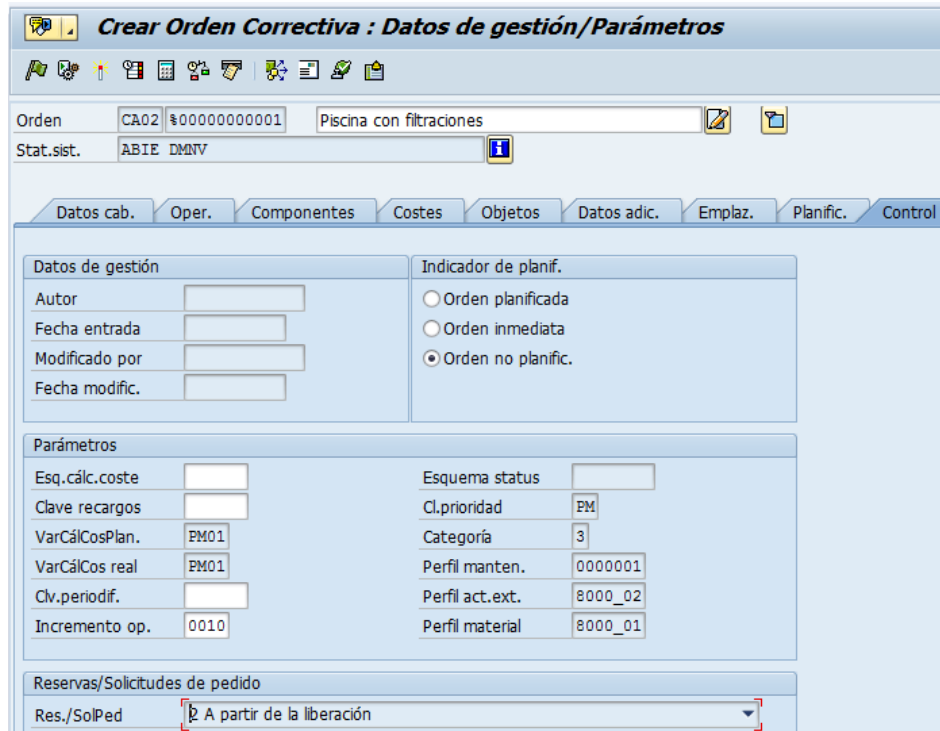 Crear Orden Correctiva : Datos de gestión/Parámetros
Orden CA02 %00000000001 Piscina con filtraciones
Stat.sist. ABIE DMNV
Datos cab. Oper. Componentes Costes Objetos Datos adic. Emplaz. Planific. Control
Datos de gestión
Autor
Fecha entrada
Modificado por
Fecha modific.
Indicador de planif.
Orden planificada
Orden inmediata
Orden no planific.
Parámetros
Esq.cálc.coste
Clave recargos
VarCálCosPlan. PM01
VarCálCos real PM01
Clv.periodif.
Incremento op. 0010
Esquema status
Cl.prioridad PM
Categoría 3
Perfil manten. 0000001
Perfil act.ext. 8000_02
Perfil material 8000_01
Reservas/Solicitudes de pedido
Res./SolPed 2 A partir de la liberación